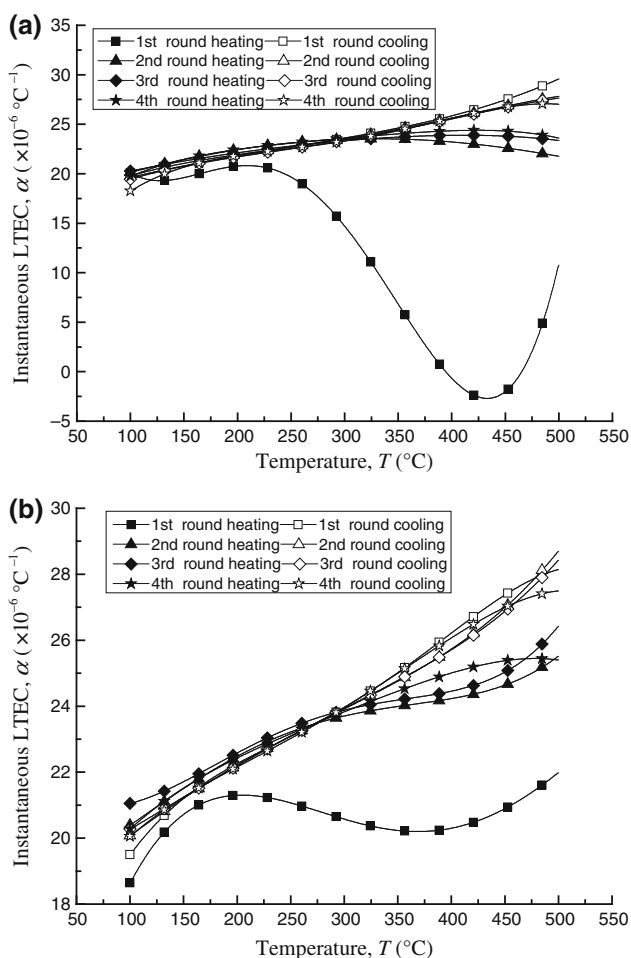 (a)
Instantaneous LTEC, α (×10⁻⁶ °C⁻¹)
35
30
25
20
15
10
5
0
−5
1st round heating 1st round cooling
2nd round heating 2nd round cooling
3rd round heating 3rd round cooling
4th round heating 4th round cooling
50 100 150 200 250 300 350 400 450 500 550
Temperature, T (°C)
(b)
Instantaneous LTEC, α (×10⁻⁶ °C⁻¹)
30
28
26
24
22
20
18
1st round heating 1st round cooling
2nd round heating 2nd round cooling
3rd round heating 3rd round cooling
4th round heating 4th round cooling
50 100 150 200 250 300 350 400 450 500 550
Temperature, T (°C)